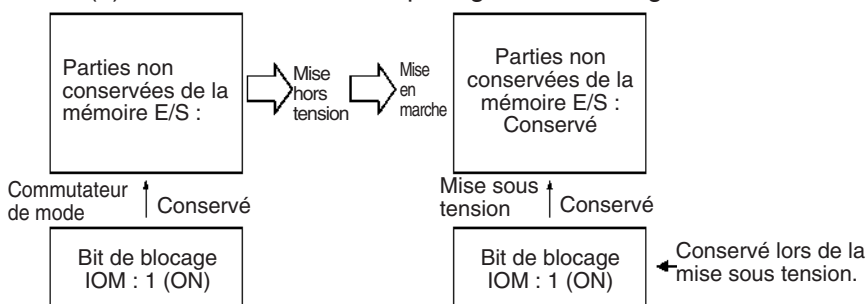 Parties non
conservées de la
mémoire E/S :
Mise
hors
tension
Mise
en
marche
Parties non
conservées de la
mémoire E/S :
Conservé
Commutateur
de mode
Conservé
Mise sous
tension
Conservé
Bit de blocage
IOM : 1 (ON)
Bit de blocage
IOM : 1 (ON)
Conservé lors de la
mise sous tension.